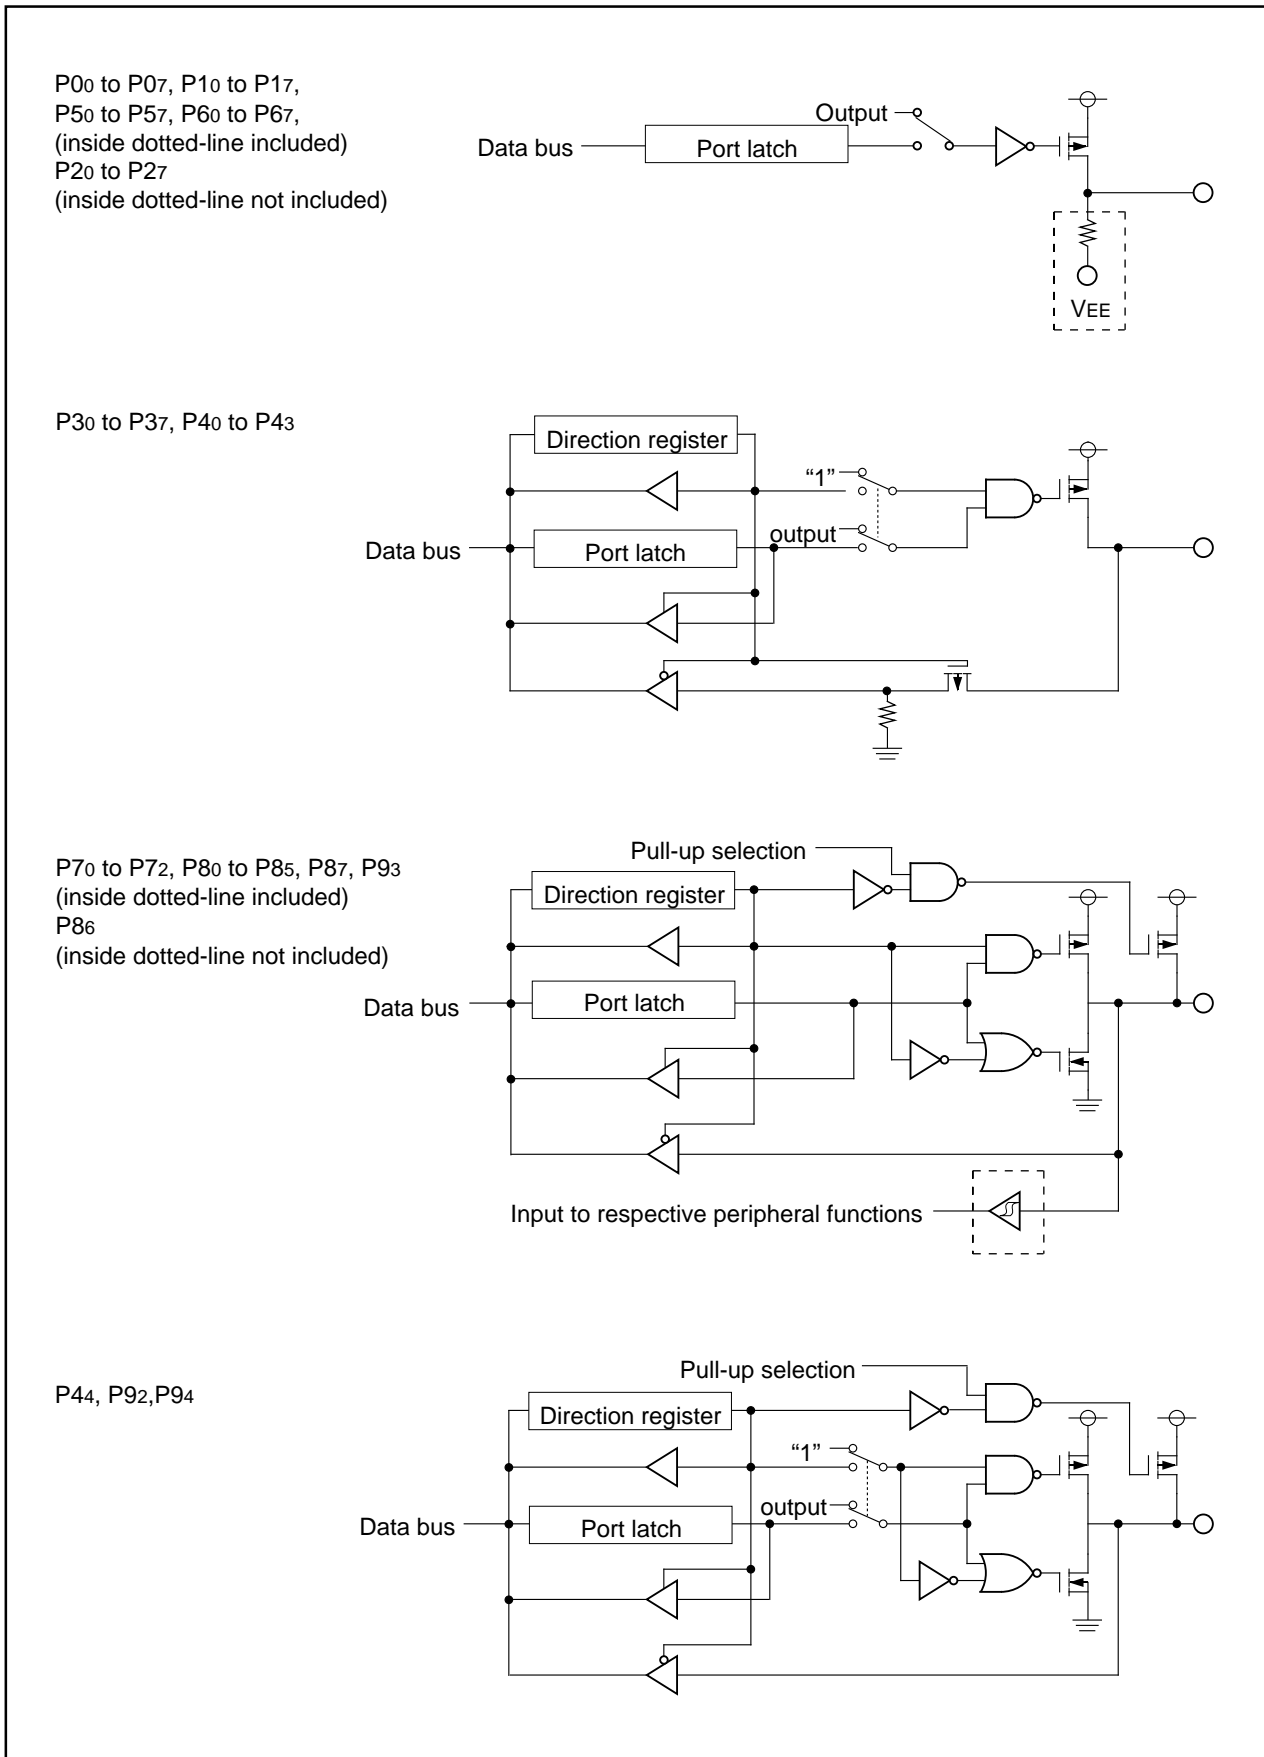 P00 to P07, P10 to P17,
P50 to P57, P60 to P67,
(inside dotted-line included)
P20 to P27
(inside dotted-line not included)
Output
Data bus
Port latch
VEE
P30 to P37, P40 to P43
Direction register
“1”
output
Data bus
Port latch
P70 to P72, P80 to P85, P87, P93
(inside dotted-line included)
P86
(inside dotted-line not included)
Pull-up selection
Direction register
Data bus
Port latch
Input to respective peripheral functions
P44, P92,P94
Pull-up selection
Direction register
“1”
output
Data bus
Port latch